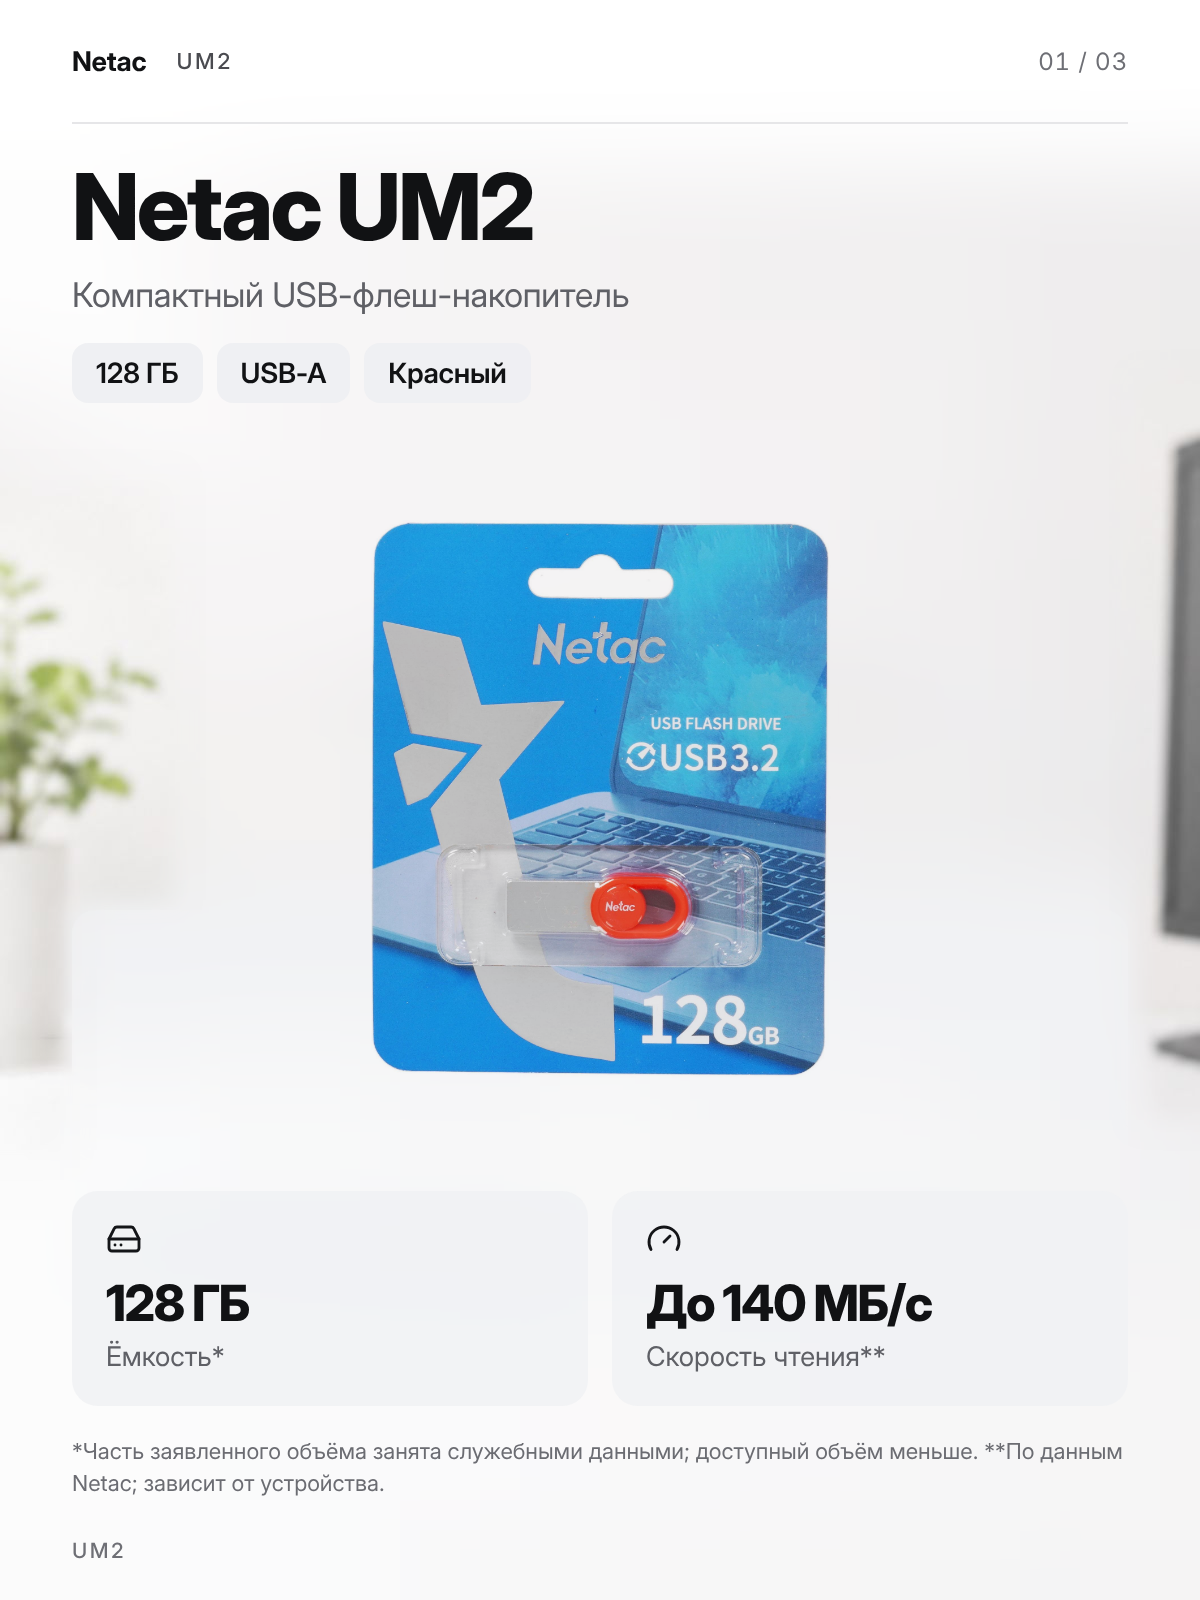 Netac UM2 01 / 03
Netac UM2
Компактный USB-флеш-накопитель
128 ГБ USB-A Красный
Netac
USB FLASH DRIVE
USB3.2
Netac
128GB
128 ГБ
Ёмкость*
До 140 МБ/с
Скорость чтения**
*Часть заявленного объёма занята служебными данными; доступный объём меньше. **По данным
Netac; зависит от устройства.
UM2